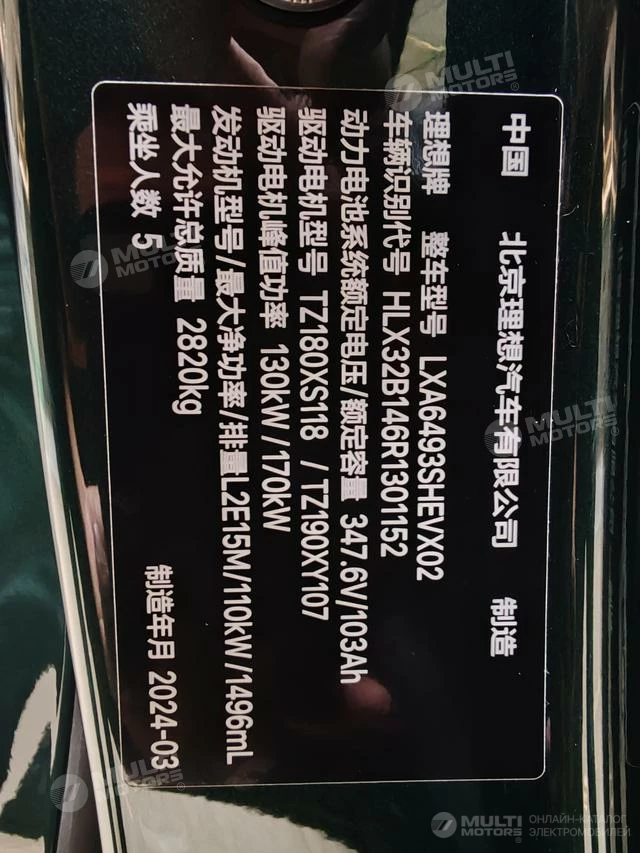 中国 北京理想汽车有限公司 制造
理想牌 整车型号 LXA6493SHEVX02
车辆识别代号 HLX32B146R1301152
动力电池系统额定电压/额定容量 347.6V/103Ah
驱动电机型号 TZ180XS118 / TZ190XY107
驱动电机峰值功率 130kW/170kW
发动机型号/最大净功率/排量L2E15M/110kW/1496mL
最大允许总质量 2820kg
乘坐人数 5 制造年月 2024-03
MULTI MOTORS®
MULTI MOTORS®
MULTI MOTORS®
MULTI MOTORS®
MULTI MOTORS® ОНЛАЙН-КАТАЛОГ ЭЛЕКТРОМОБИЛЕЙ